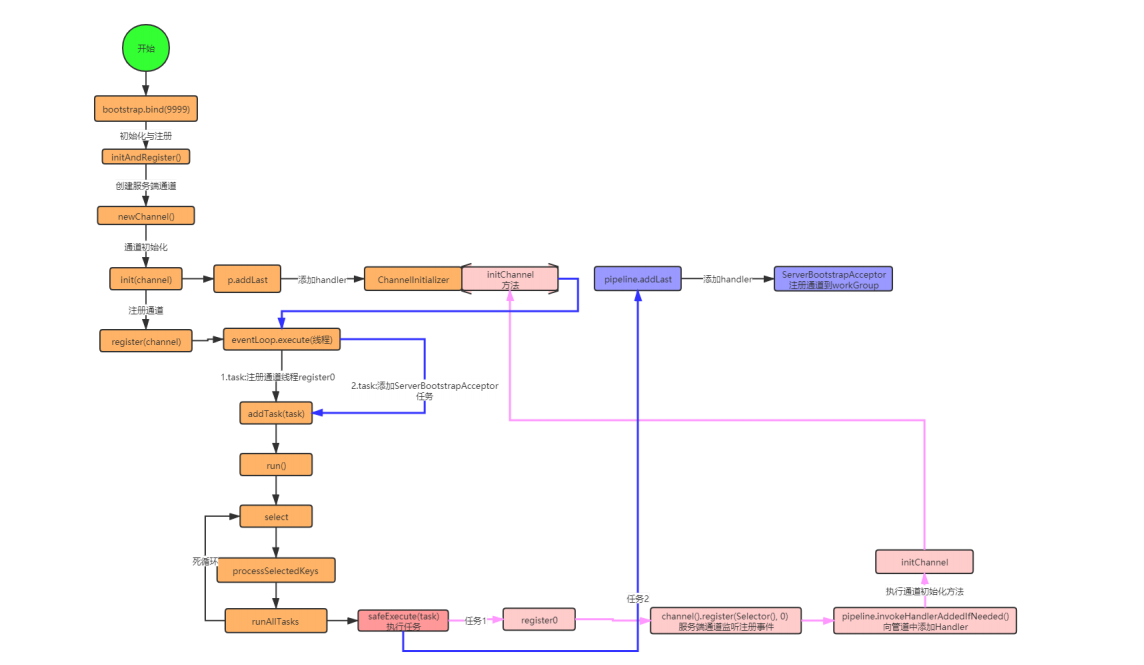 开始
bootstrap.bind(9999)
初始化与注册
initAndRegister()
创建服务端通道
newChannel()
通道初始化
init(channel)
p.addLast
添加handler
ChannelInitializer
initChannel
方法
pipeline.addLast
添加handler
ServerBootstrapAcceptor
注册通道到workGroup
注册通道
register(channel)
eventLoop.execute(线程)
1.task:注册通道线程register0
2.task:添加ServerBootstrapAcceptor
任务
addTask(task)
run()
select
死循环
processSelectedKeys
runAllTasks
safeExecute(task)
执行任务
任务1
register0
任务2
channel().register(Selector(), 0)
服务端通道监听注册事件
pipeline.invokeHandlerAddedIfNeeded()
向管道中添加Handler
执行通道初始化方法
initChannel